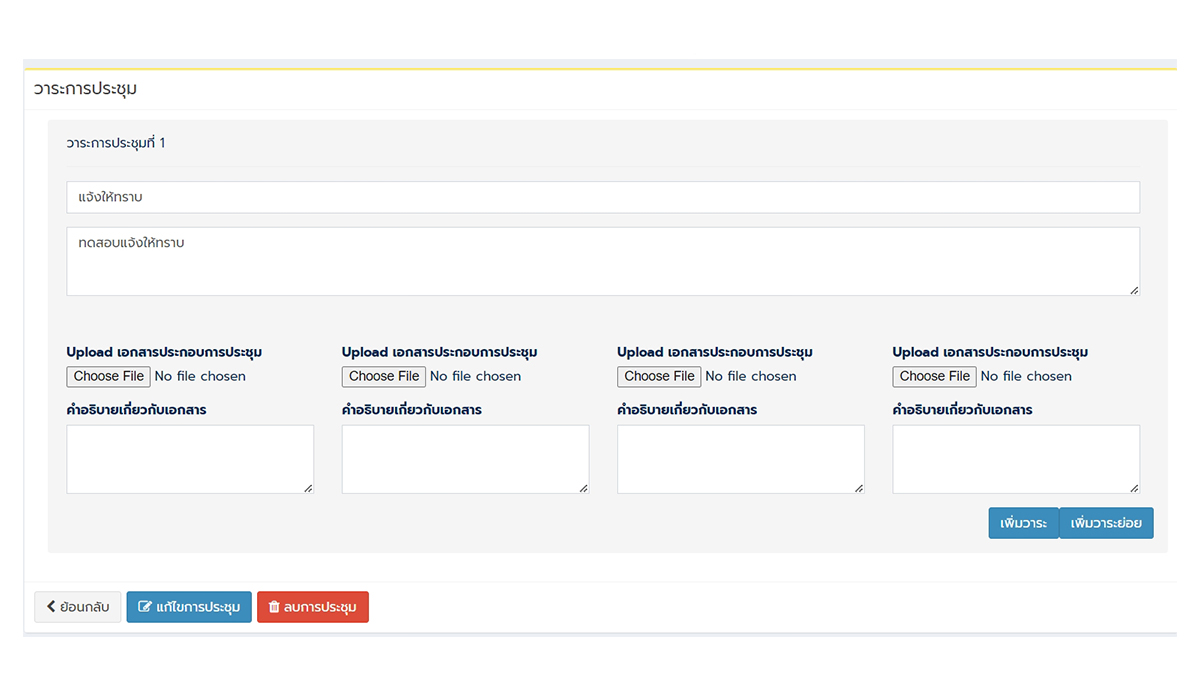 วาระการประชุม
วาระการประชุมที่ 1
แจ้งให้ทราบ
ทดสอบแจ้งให้ทราบ
Upload เอกสารประกอบการประชุม Upload เอกสารประกอบการประชุม Upload เอกสารประกอบการประชุม Upload เอกสารประกอบการประชุม
Choose File No file chosen Choose File No file chosen Choose File No file chosen Choose File No file chosen
คำอธิบายเกี่ยวกับเอกสาร คำอธิบายเกี่ยวกับเอกสาร คำอธิบายเกี่ยวกับเอกสาร คำอธิบายเกี่ยวกับเอกสาร
เพิ่มวาระ เพิ่มวาระย่อย
ย้อนกลับ แก้ไขการประชุม ลบการประชุม